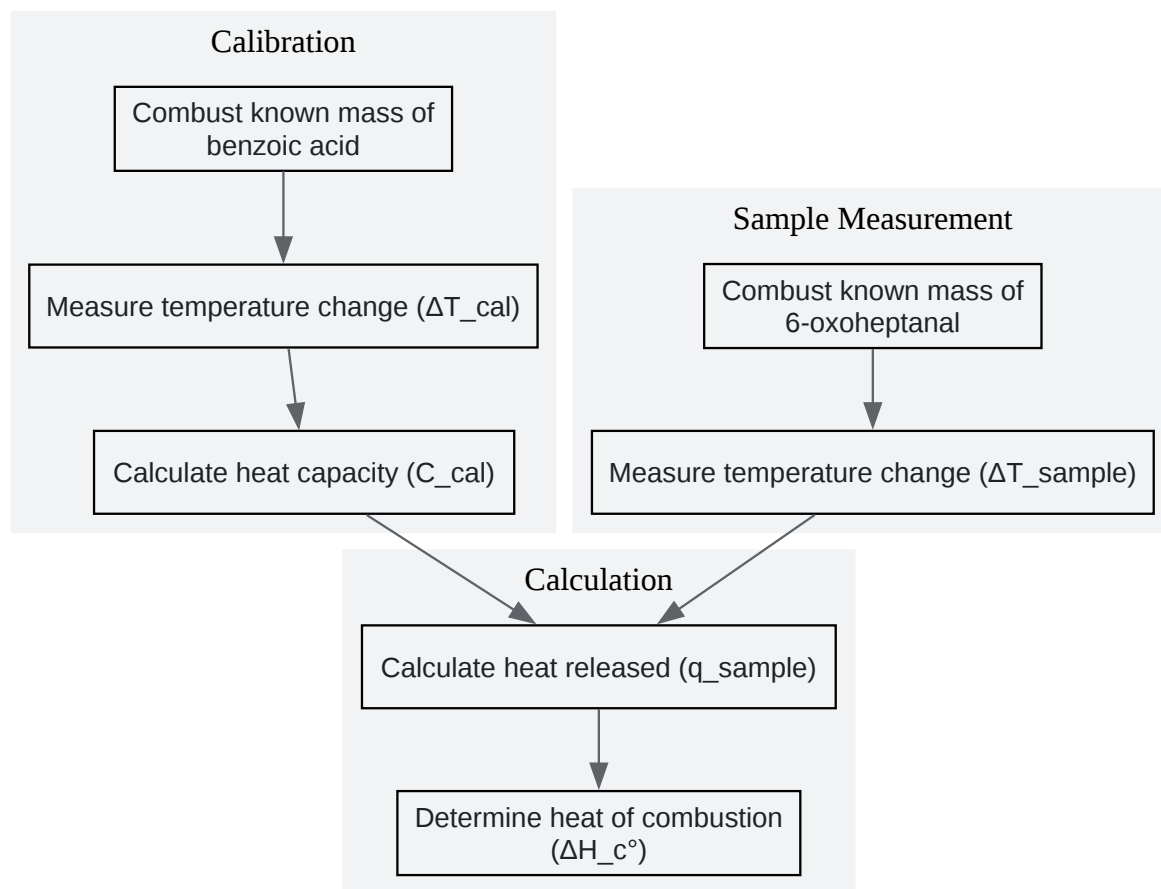 Calibration
Combust known mass of
benzoic acid
Measure temperature change (ΔT_cal)
Calculate heat capacity (C_cal)
Sample Measurement
Combust known mass of
6-oxoheptanal
Measure temperature change (ΔT_sample)
Calculation
Calculate heat released (q_sample)
Determine heat of combustion
(ΔH_c°)